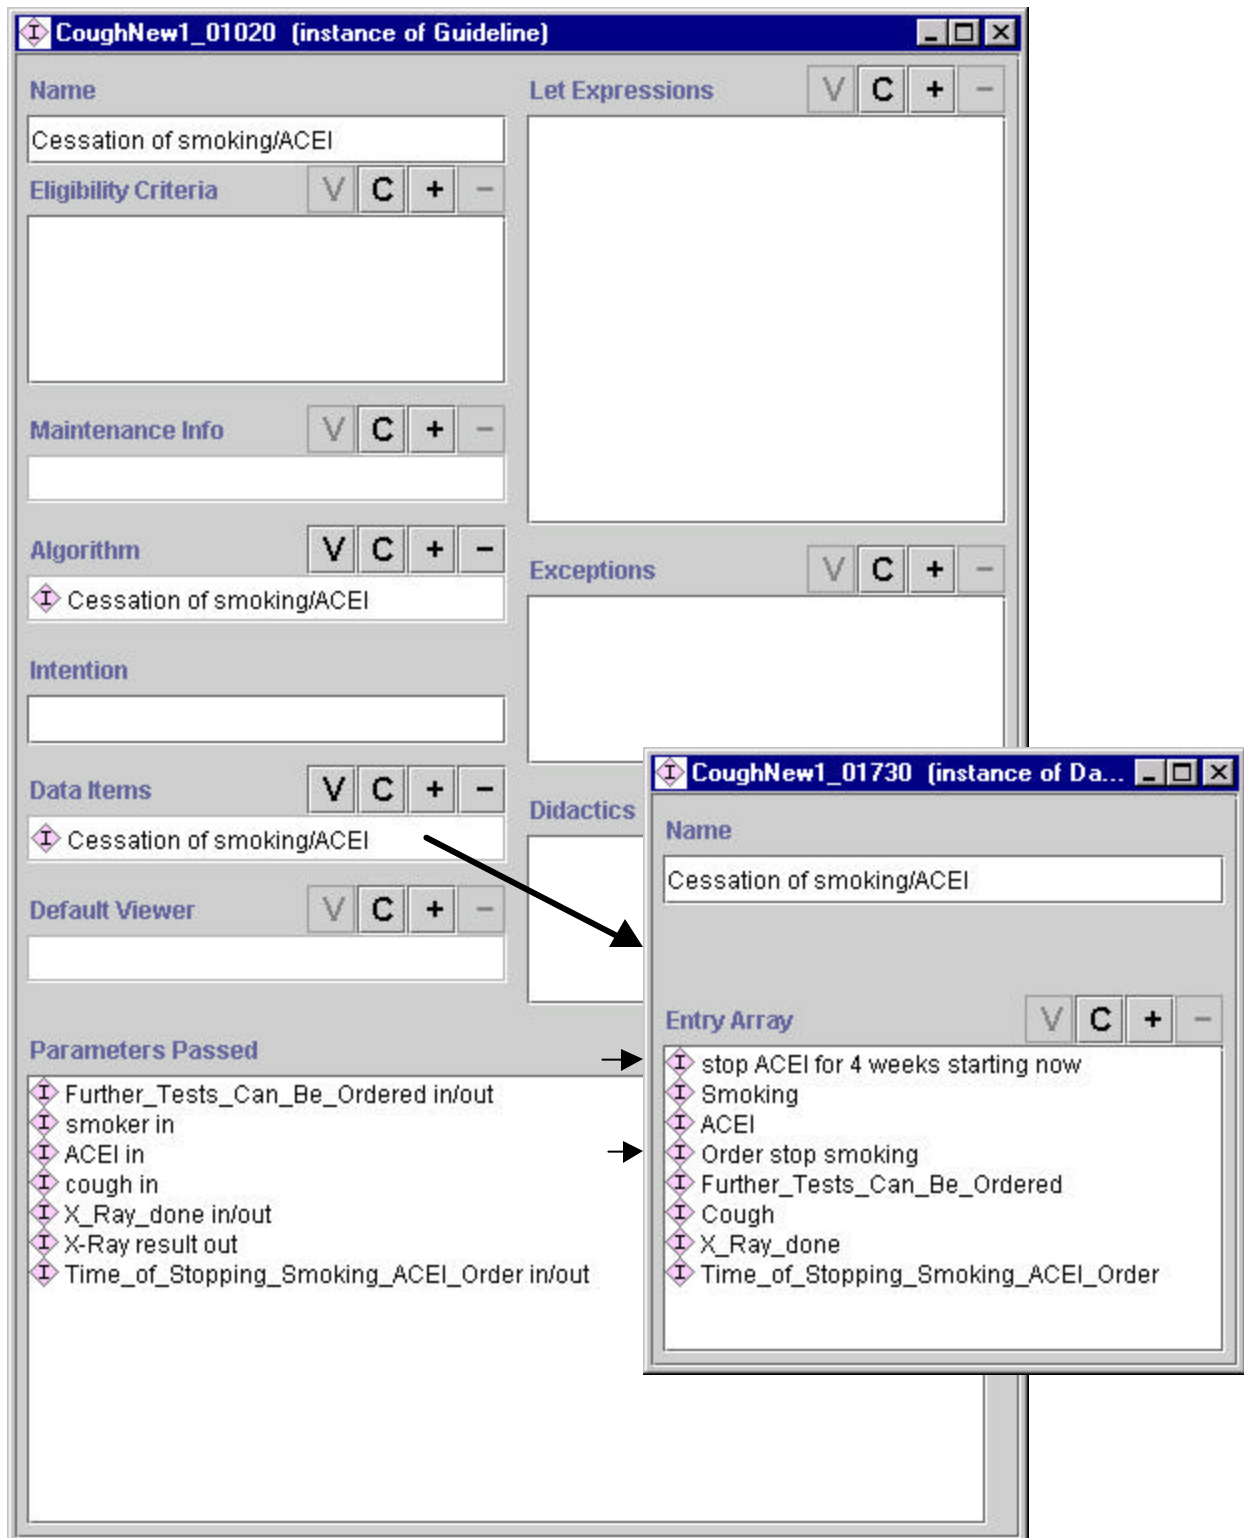 CoughNew1_01020 (instance of Guideline)
Name
Cessation of smoking/ACEI
Eligibility Criteria
V C + −
Maintenance Info
V C + −
Algorithm
V C + −
Cessation of smoking/ACEI
Intention
Data Items
V C + −
Cessation of smoking/ACEI
Default Viewer
V C + −
Let Expressions
V C + −
Exceptions
V C + −
Didactics
Parameters Passed
Further_Tests_Can_Be_Ordered in/out
smoker in
ACEI in
cough in
X_Ray_done in/out
X-Ray result out
Time_of_Stopping_Smoking_ACEI_Order in/out
CoughNew1_01730 (instance of Da...
Name
Cessation of smoking/ACEI
Entry Array
V C + −
stop ACEI for 4 weeks starting now
Smoking
ACEI
Order stop smoking
Further_Tests_Can_Be_Ordered
Cough
X_Ray_done
Time_of_Stopping_Smoking_ACEI_Order